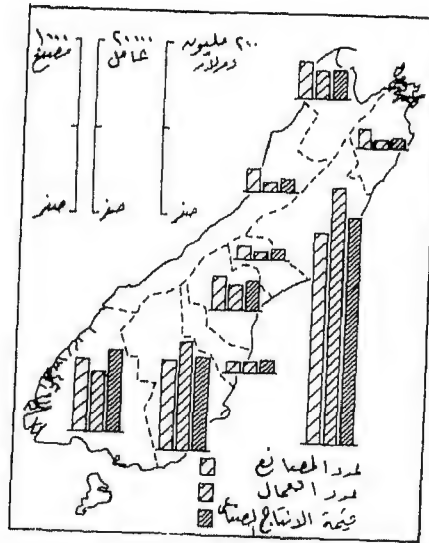 ٢٠٠ مليون
دولار
٢٠٠٠٠
عامل
١٠٠٠
مصنع
صفر
صفر
صفر
عدد المصانع
عدد العمال
قيمة الانتاج الصناعي